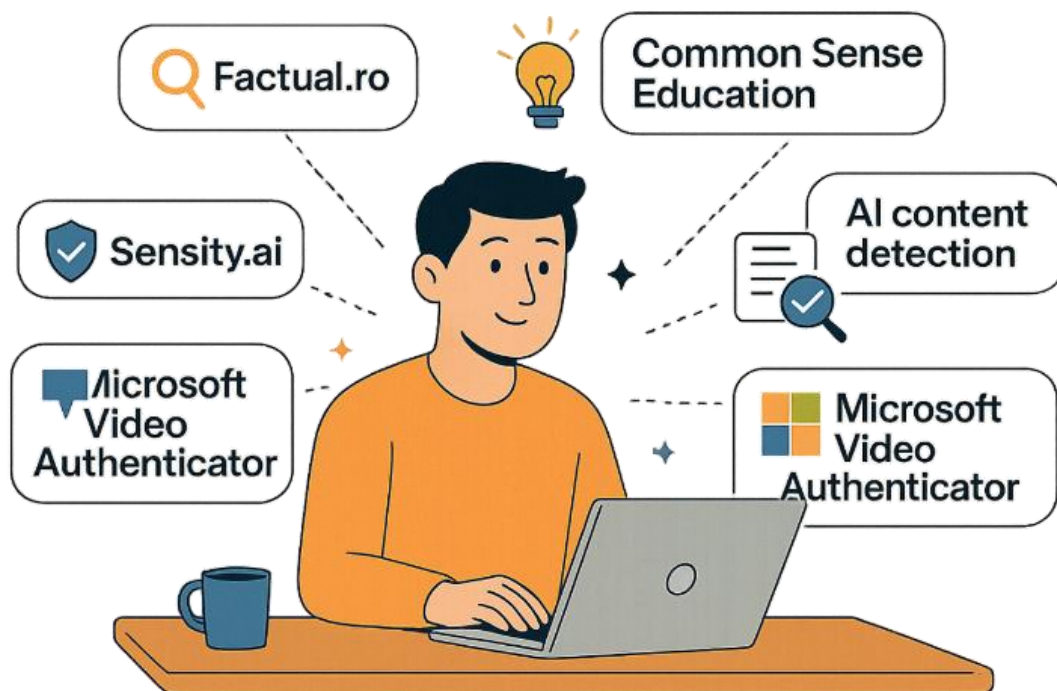 Factual.ro
Common Sense
Education
Sensity.ai
AI content
detection
Microsoft
Video
Authenticator
Microsoft
Video
Authenticator